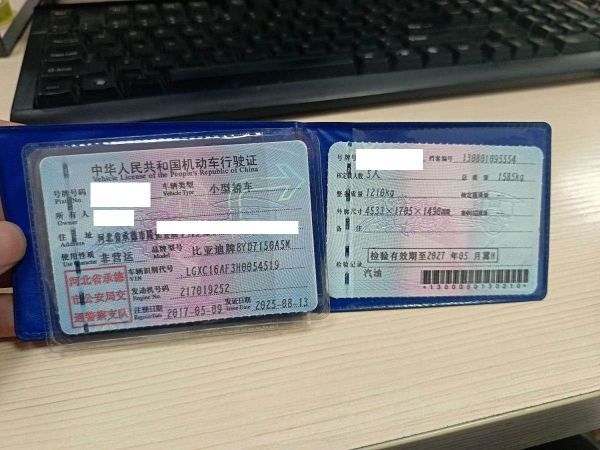 中华人民共和国机动车行驶证
Vehicle License of the People's Republic of China
号牌号码
Plate No.
车辆类型 小型轿车
Vehicle Type
所有人
Owner
住址 河北省承德市
Address
使用性质 非营运
Use Character
品牌型号 比亚迪牌BYD7150A5M
Model
河北省承德
市公安局交
通警察支队
车辆识别代号 LGXC16AF3H0054519
VIN
发动机号码 217019252
Engine No.
注册日期 2017-05-09
Register Date
发证日期 2025-08-13
Issue Date
号牌号码
档案编号 130801095554
核定载人数 5人
总质量 1585kg
整备质量 1210kg
核定载质量
外廓尺寸 4533×1705×1490mm
准牵引总质量
备注
检验有效期至2027年05月冀H
检验记录
汽油
*1300050130210*